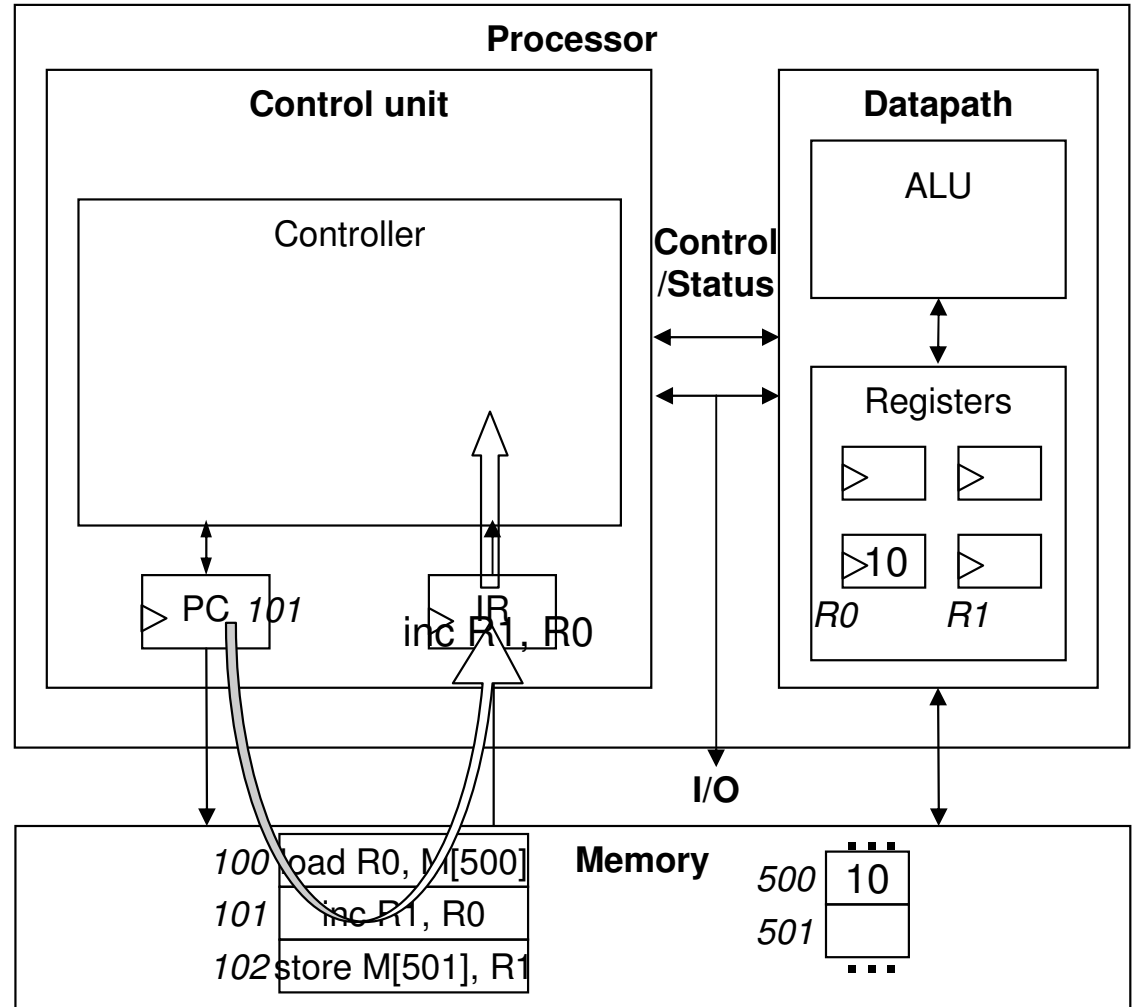 Processor
Control unit
Datapath
ALU
Controller
Control
/Status
Registers
10
R0
R1
PC 101
IR
inc R1, R0
I/O
Memory
100 load R0, M[500]
101 inc R1, R0
102 store M[501], R1
500 10
501